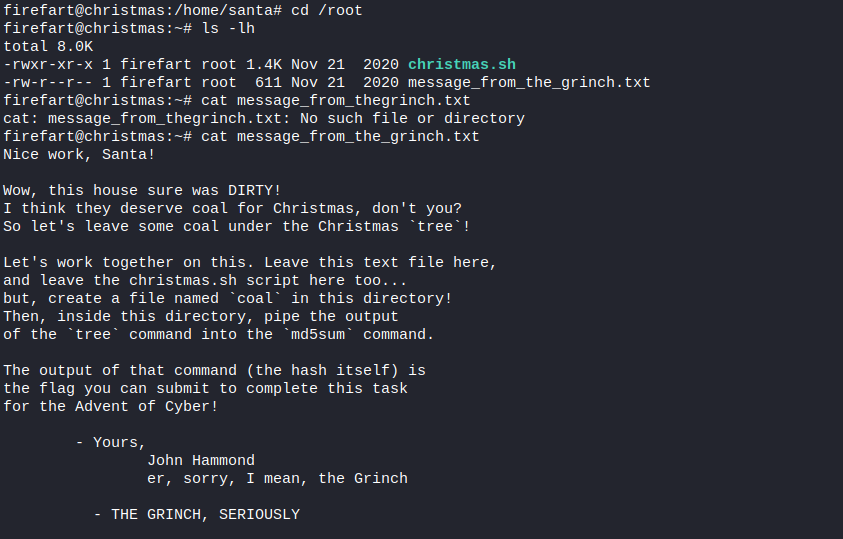 firefart@christmas:/home/santa# cd /root
firefart@christmas:~# ls -lh
total 8.0K
-rwxr-xr-x 1 firefart root 1.4K Nov 21  2020 christmas.sh
-rw-r--r-- 1 firefart root  611 Nov 21  2020 message_from_the_grinch.txt
firefart@christmas:~# cat message_from_thegrinch.txt
cat: message_from_thegrinch.txt: No such file or directory
firefart@christmas:~# cat message_from_the_grinch.txt
Nice work, Santa!

Wow, this house sure was DIRTY!
I think they deserve coal for Christmas, don't you?
So let's leave some coal under the Christmas `tree`!

Let's work together on this. Leave this text file here,
and leave the christmas.sh script here too...
but, create a file named `coal` in this directory!
Then, inside this directory, pipe the output
of the `tree` command into the `md5sum` command.

The output of that command (the hash itself) is
the flag you can submit to complete this task
for the Advent of Cyber!

        - Yours,
                John Hammond
                er, sorry, I mean, the Grinch

          - THE GRINCH, SERIOUSLY